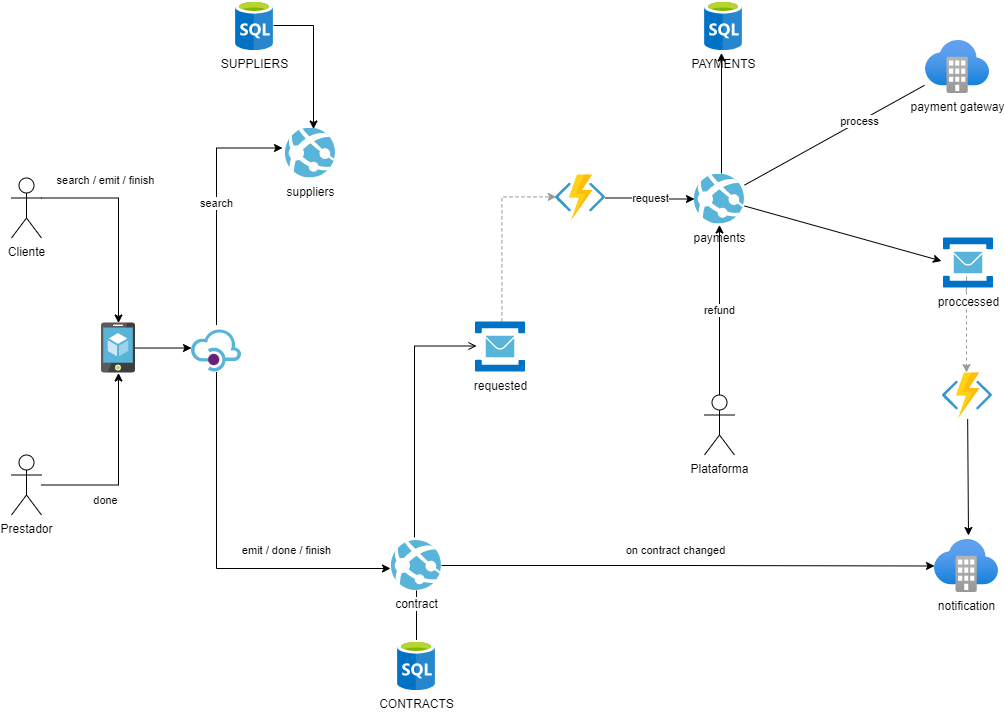 SQL
SUPPLIERS
SQL
PAYMENTS
payment gateway
process
search / emit / finish
suppliers
search
request
Cliente
payments
proccessed
refund
requested
Plataforma
done
Prestador
emit / done / finish
on contract changed
contract
notification
SQL
CONTRACTS